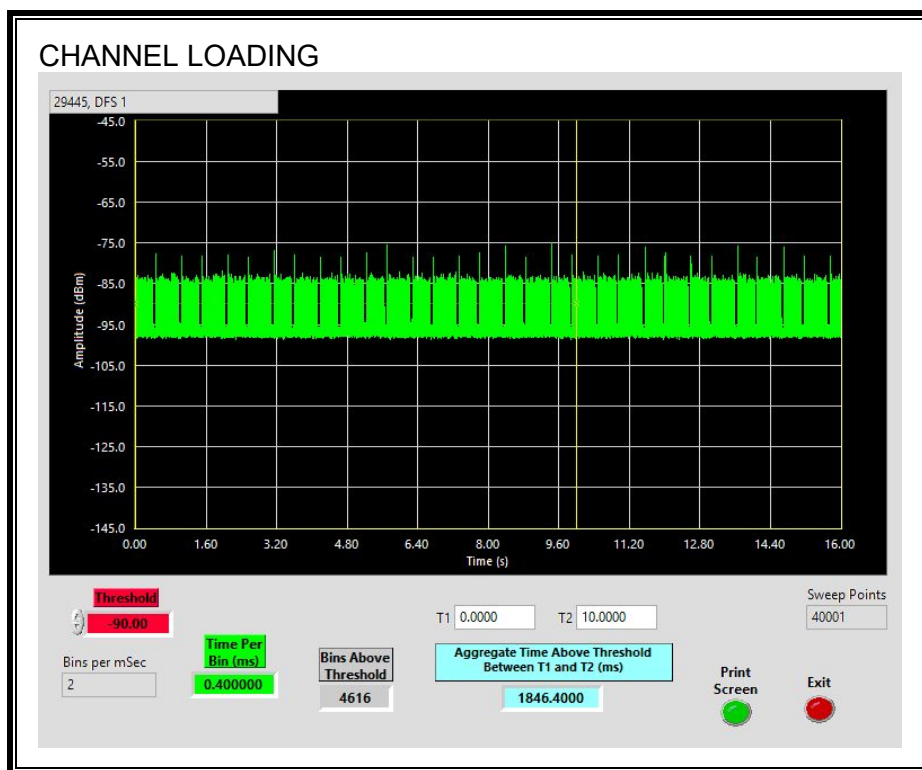 CHANNEL LOADING
29445, DFS 1
-45.0
-55.0
-65.0
-75.0
-85.0
-95.0
-105.0
-115.0
-125.0
-135.0
-145.0
Amplitude (dBm)
0.00 1.60 3.20 4.80 6.40 8.00 9.60 11.20 12.80 14.40 16.00
Time (s)
Threshold
-90.00
Bins per mSec
2
Time Per
Bin (ms)
0.400000
Bins Above
Threshold
4616
T1 0.0000 T2 10.0000
Aggregate Time Above Threshold
Between T1 and T2 (ms)
1846.4000
Sweep Points
40001
Print
Screen
Exit